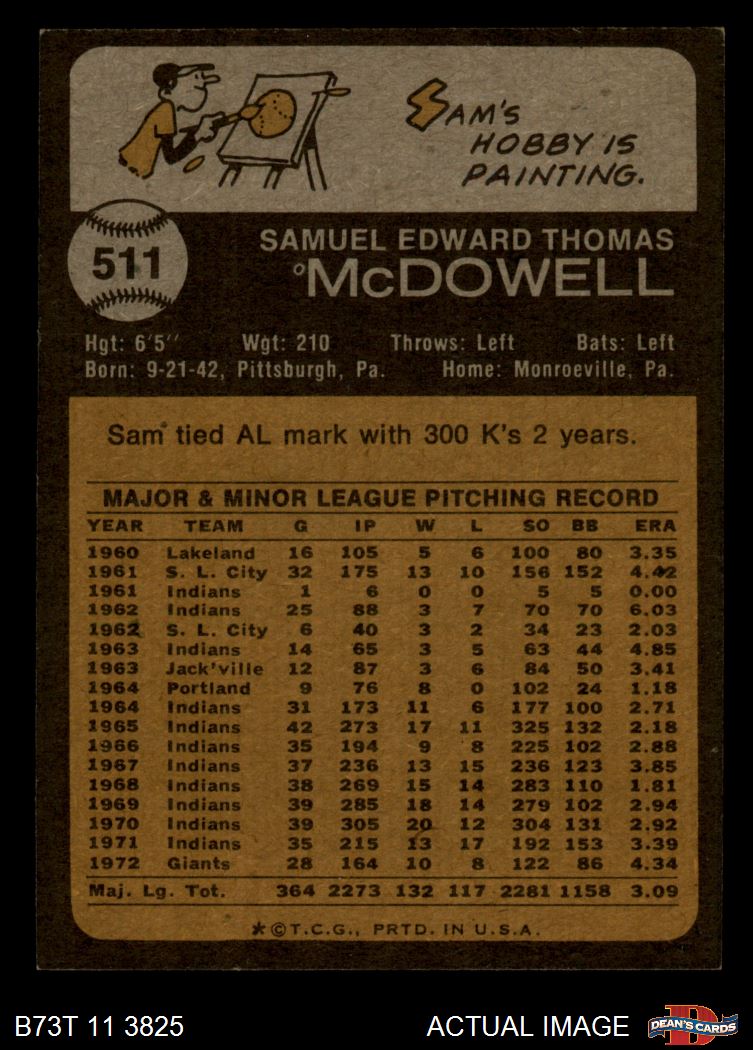 SAM'S
HOBBY IS
PAINTING.
511
SAMUEL EDWARD THOMAS
McDOWELL
Hgt: 6'5" Wgt: 210 Throws: Left Bats: Left
Born: 9-21-42, Pittsburgh, Pa. Home: Monroeville, Pa.
Sam tied AL mark with 300 K's 2 years.
MAJOR & MINOR LEAGUE PITCHING RECORD
YEAR TEAM G IP W L SO BB ERA
1960 Lakeland 16 105 5 6 100 80 3.35
1961 S. L. City 32 175 13 10 156 152 4.42
1961 Indians 1 6 0 0 5 5 0.00
1962 Indians 25 88 3 7 70 70 6.03
1962 S. L. City 6 40 3 2 34 23 2.03
1963 Indians 14 65 3 5 63 44 4.85
1963 Jack'ville 12 87 3 6 84 50 3.41
1964 Portland 9 76 8 0 102 24 1.18
1964 Indians 31 173 11 6 177 100 2.71
1965 Indians 42 273 17 11 325 132 2.18
1966 Indians 35 194 9 8 225 102 2.88
1967 Indians 37 236 13 15 236 123 3.85
1968 Indians 38 269 15 14 283 110 1.81
1969 Indians 39 285 18 14 279 102 2.94
1970 Indians 39 305 20 12 304 131 2.92
1971 Indians 35 215 13 17 192 153 3.39
1972 Giants 28 164 10 8 122 86 4.34
Maj. Lg. Tot. 364 2273 132 117 2281 1158 3.09
*©T.C.G., PRTD. IN U.S.A.
B73T 11 3825 ACTUAL IMAGE D DEAN'S CARDS